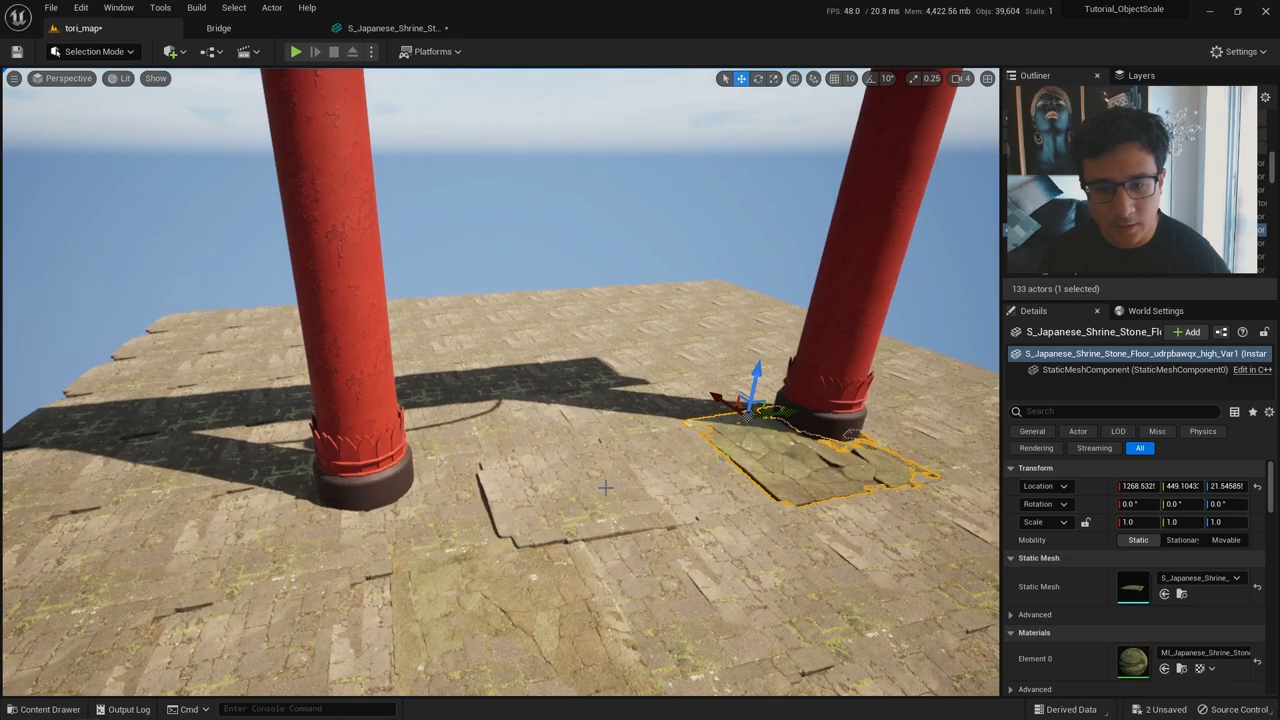 File Edit Window Tools Build Select Actor Help
FPS: 48.0 / 20.8 ms Mem: 4,422.56 mb Objs: 39,604 Stalls: 1
Tutorial_ObjectScale
tori_map*
Bridge
S_Japanese_Shrine_St... *
Selection Mode
Platforms
Settings
Perspective
Lit
Show
10
10°
0.25
4
Outliner
Layers
133 actors (1 selected)
Details
World Settings
S_Japanese_Shrine_Stone_Flo
Add
S_Japanese_Shrine_Stone_Floor_udrpbawqx_high_Var1 (Instar
StaticMeshComponent (StaticMeshComponent0)
Edit in C++
Search
General Actor LOD Misc Physics
Rendering Streaming All
Transform
Location 1268.532 449.1043 21.54585
Rotation 0.0 ° 0.0 ° 0.0 °
Scale 1.0 1.0 1.0
Mobility Static Stationar Movable
Static Mesh
Static Mesh S_Japanese_Shrine_
Advanced
Materials
Element 0 MI_Japanese_Shrine_Stone
Advanced
Content Drawer
Output Log
Cmd
Enter Console Command
Derived Data
2 Unsaved
Source Control